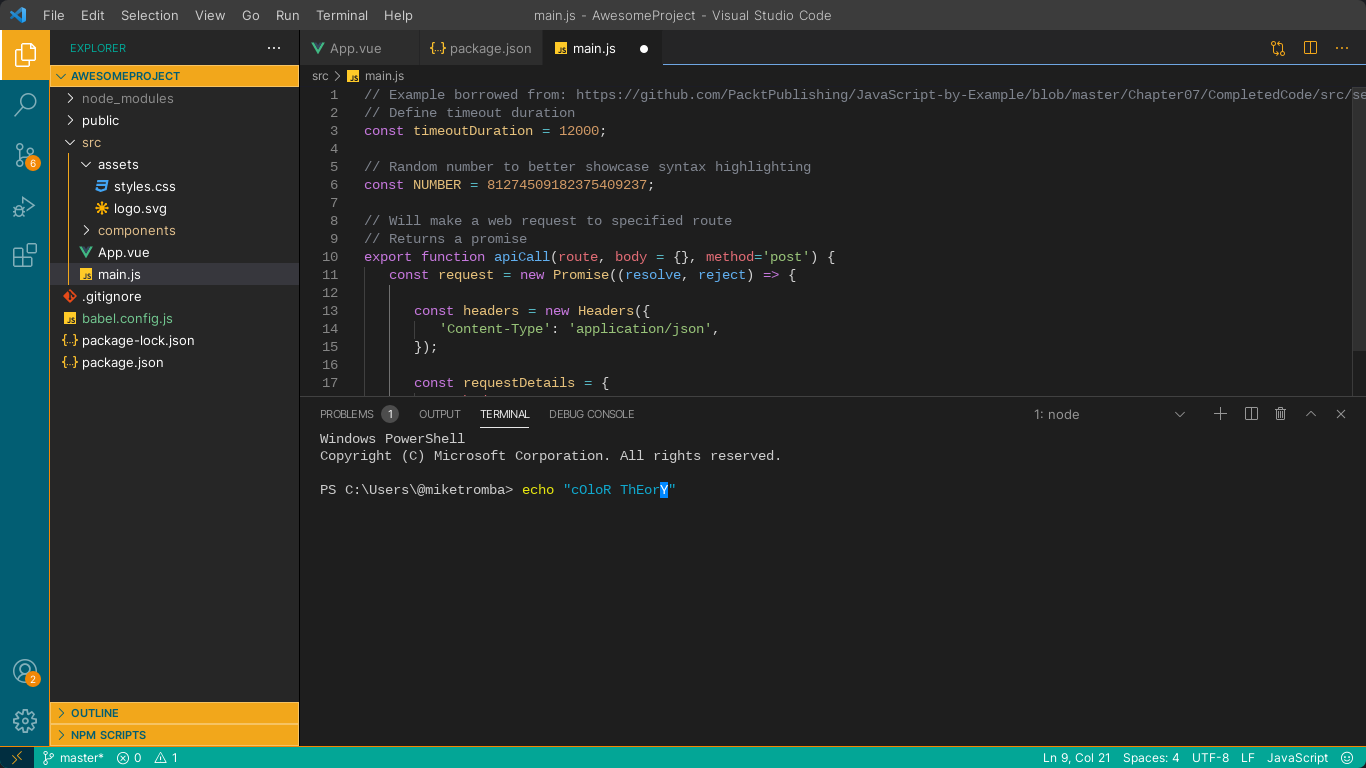 File Edit Selection View Go Run Terminal Help
main.js - AwesomeProject - Visual Studio Code
EXPLORER
AWESOMEPROJECT
node_modules
public
src
assets
styles.css
logo.svg
components
App.vue
main.js
.gitignore
babel.config.js
package-lock.json
package.json
OUTLINE
NPM SCRIPTS
6
2
App.vue
package.json
main.js
src > main.js
1 // Example borrowed from: https://github.com/PacktPublishing/JavaScript-by-Example/blob/master/Chapter07/CompletedCode/src/se
2 // Define timeout duration
3 const timeoutDuration = 12000;
4
5 // Random number to better showcase syntax highlighting
6 const NUMBER = 81274509182375409237;
7
8 // Will make a web request to specified route
9 // Returns a promise
10 export function apiCall(route, body = {}, method='post') {
11 const request = new Promise((resolve, reject) => {
12
13 const headers = new Headers({
14 'Content-Type': 'application/json',
15 });
16
17 const requestDetails = {
PROBLEMS 1 OUTPUT TERMINAL DEBUG CONSOLE 1: node
Windows PowerShell
Copyright (C) Microsoft Corporation. All rights reserved.
PS C:\Users\@miketromba> echo "cOloR ThEorY"
master* 0 1 Ln 9, Col 21 Spaces: 4 UTF-8 LF JavaScript